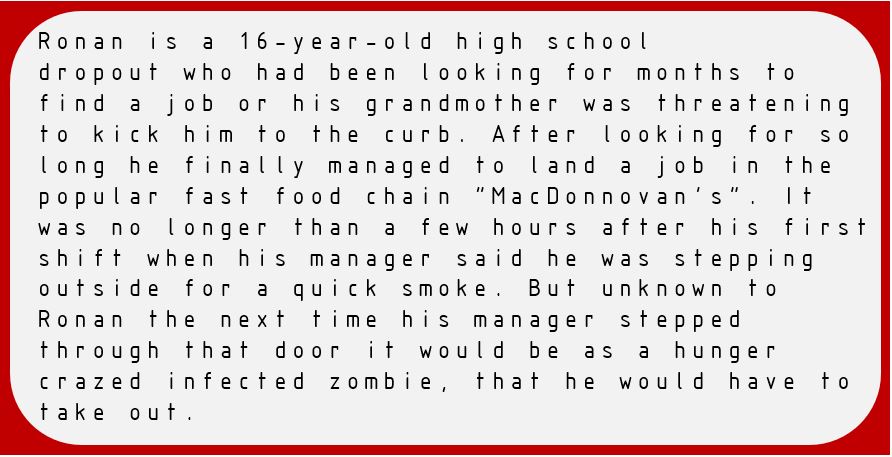 Ronan is a 16-year-old high school
dropout who had been looking for months to
find a job or his grandmother was threatening
to kick him to the curb. After looking for so
long he finally managed to land a job in the
popular fast food chain "MacDonnovan's". It
was no longer than a few hours after his first
shift when his manager said he was stepping
outside for a quick smoke. But unknown to
Ronan the next time his manager stepped
through that door it would be as a hunger
crazed infected zombie, that he would have to
take out.